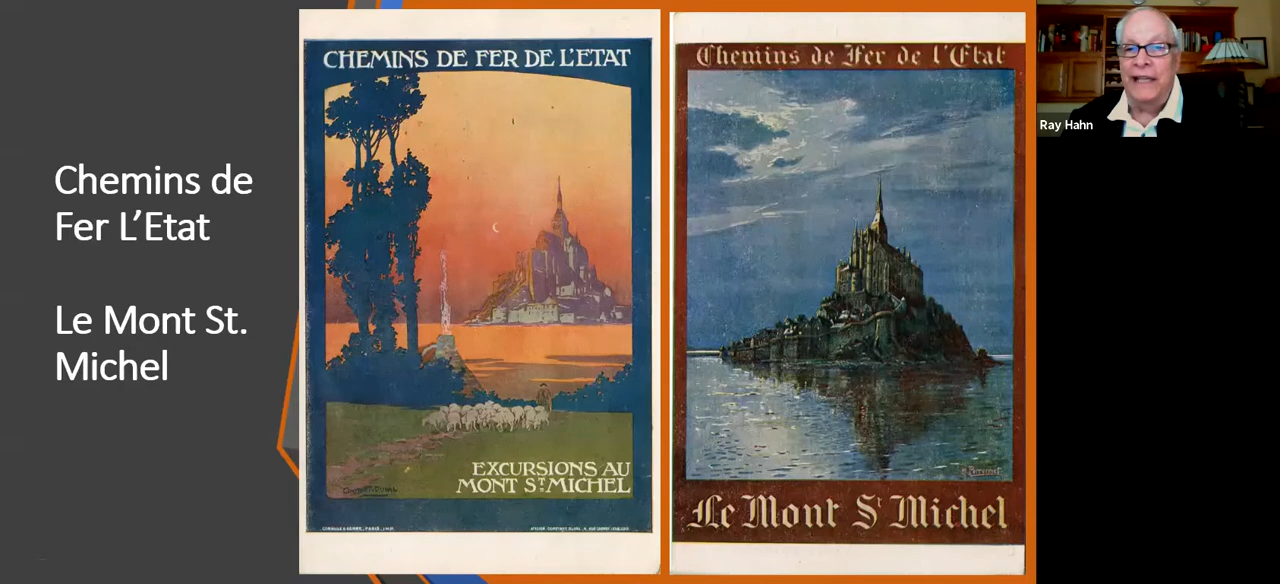 Chemins de
Fer L’Etat
Le Mont St.
Michel
CHEMINS DE FER DE L'ETAT
EXCURSIONS AU
MONT ST MICHEL
Chemins de Fer de l'Etat
Le Mont St Michel
Ray Hahn